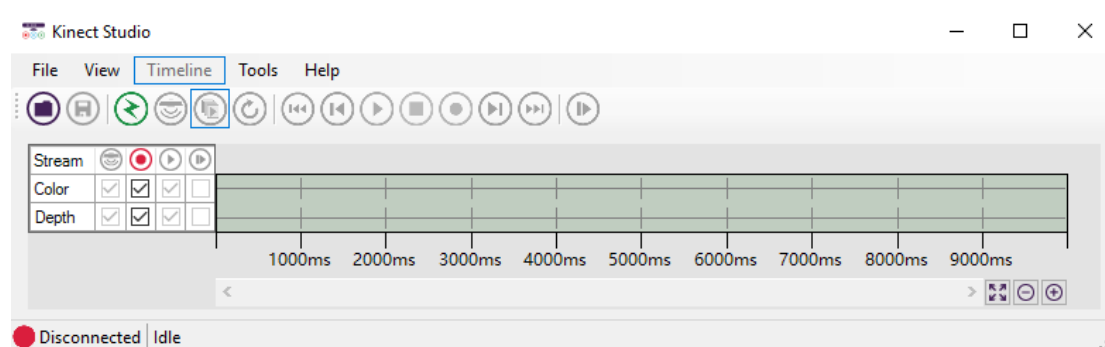 Kinect Studio
File View Timeline Tools Help
Stream
Color
Depth
1000ms 2000ms 3000ms 4000ms 5000ms 6000ms 7000ms 8000ms 9000ms
Disconnected Idle